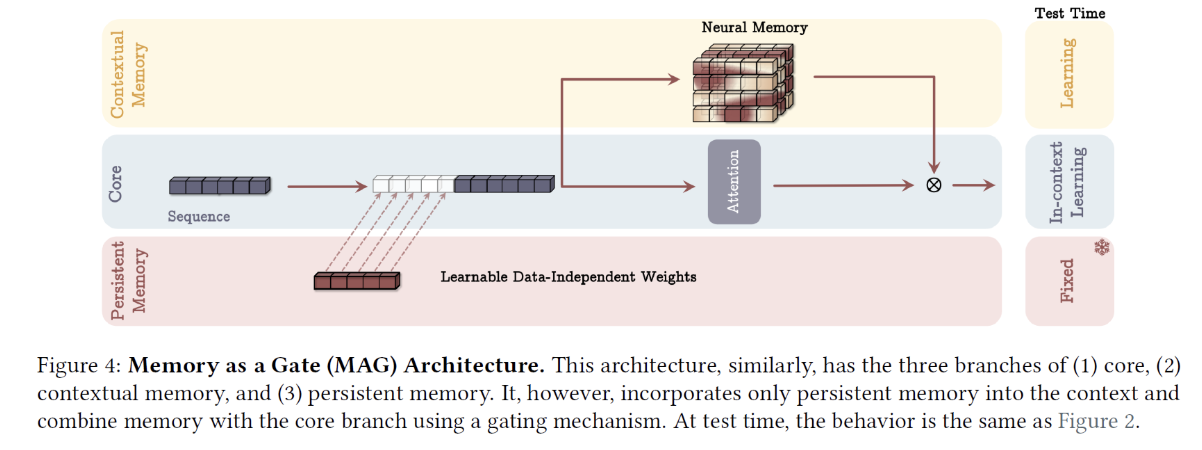 Test Time
Contextual
Memory
Neural Memory
Learning
Core
Sequence
Attention
In-context
Learning
Persistent
Memory
Learnable Data-Independent Weights
Fixed
Figure 4: Memory as a Gate (MAG) Architecture. This architecture, similarly, has the three branches of (1) core, (2)
contextual memory, and (3) persistent memory. It, however, incorporates only persistent memory into the context and
combine memory with the core branch using a gating mechanism. At test time, the behavior is the same as Figure 2.